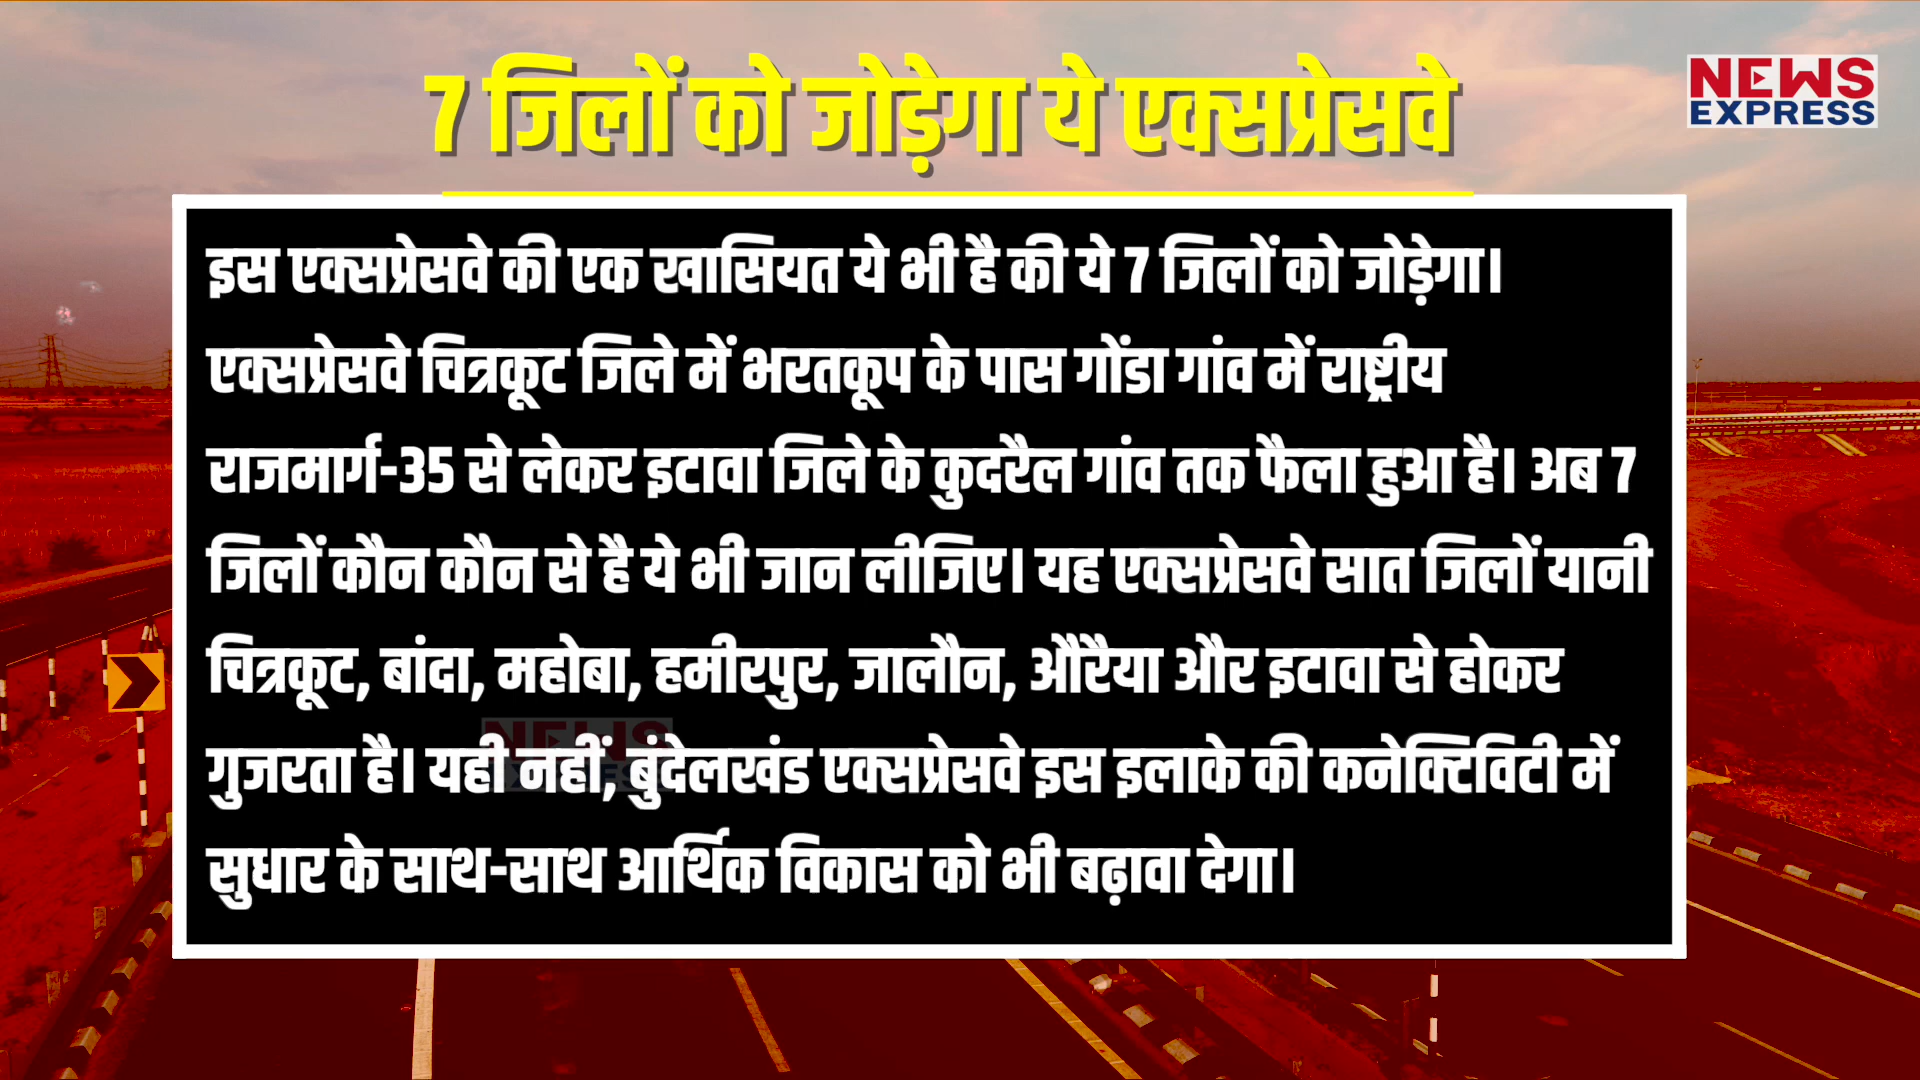 7 जिलों को जोड़ेगा ये एक्सप्रेसवे
NEWS
EXPRESS
इस एक्सप्रेसवे की एक खासियत ये भी है की ये 7 जिलों को जोड़ेगा।
एक्सप्रेसवे चित्रकूट जिले में भरतकूप के पास गोंडा गांव में राष्ट्रीय
राजमार्ग-35 से लेकर इटावा जिले के कुदरैल गांव तक फैला हुआ है। अब 7
जिलों कौन कौन से है ये भी जान लीजिए। यह एक्सप्रेसवे सात जिलों यानी
चित्रकूट, बांदा, महोबा, हमीरपुर, जालौन, औरैया और इटावा से होकर
गुजरता है। यही नहीं, बुंदेलखंड एक्सप्रेसवे इस इलाके की कनेक्टिविटी में
सुधार के साथ-साथ आर्थिक विकास को भी बढ़ावा देगा।
NEWS
EXPRESS